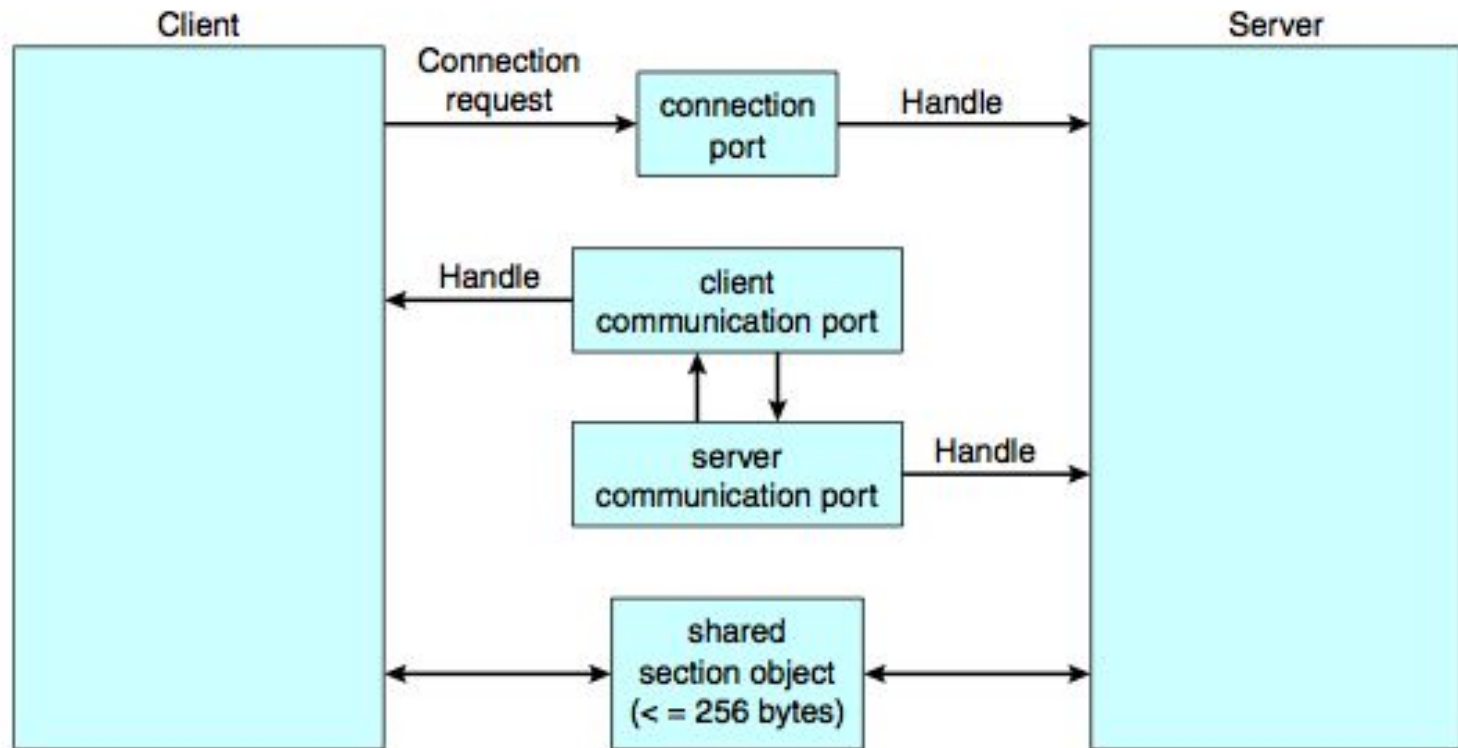 Client
Server
Connection
request
connection
port
Handle
Handle
client
communication port
server
communication port
Handle
shared
section object
(< = 256 bytes)